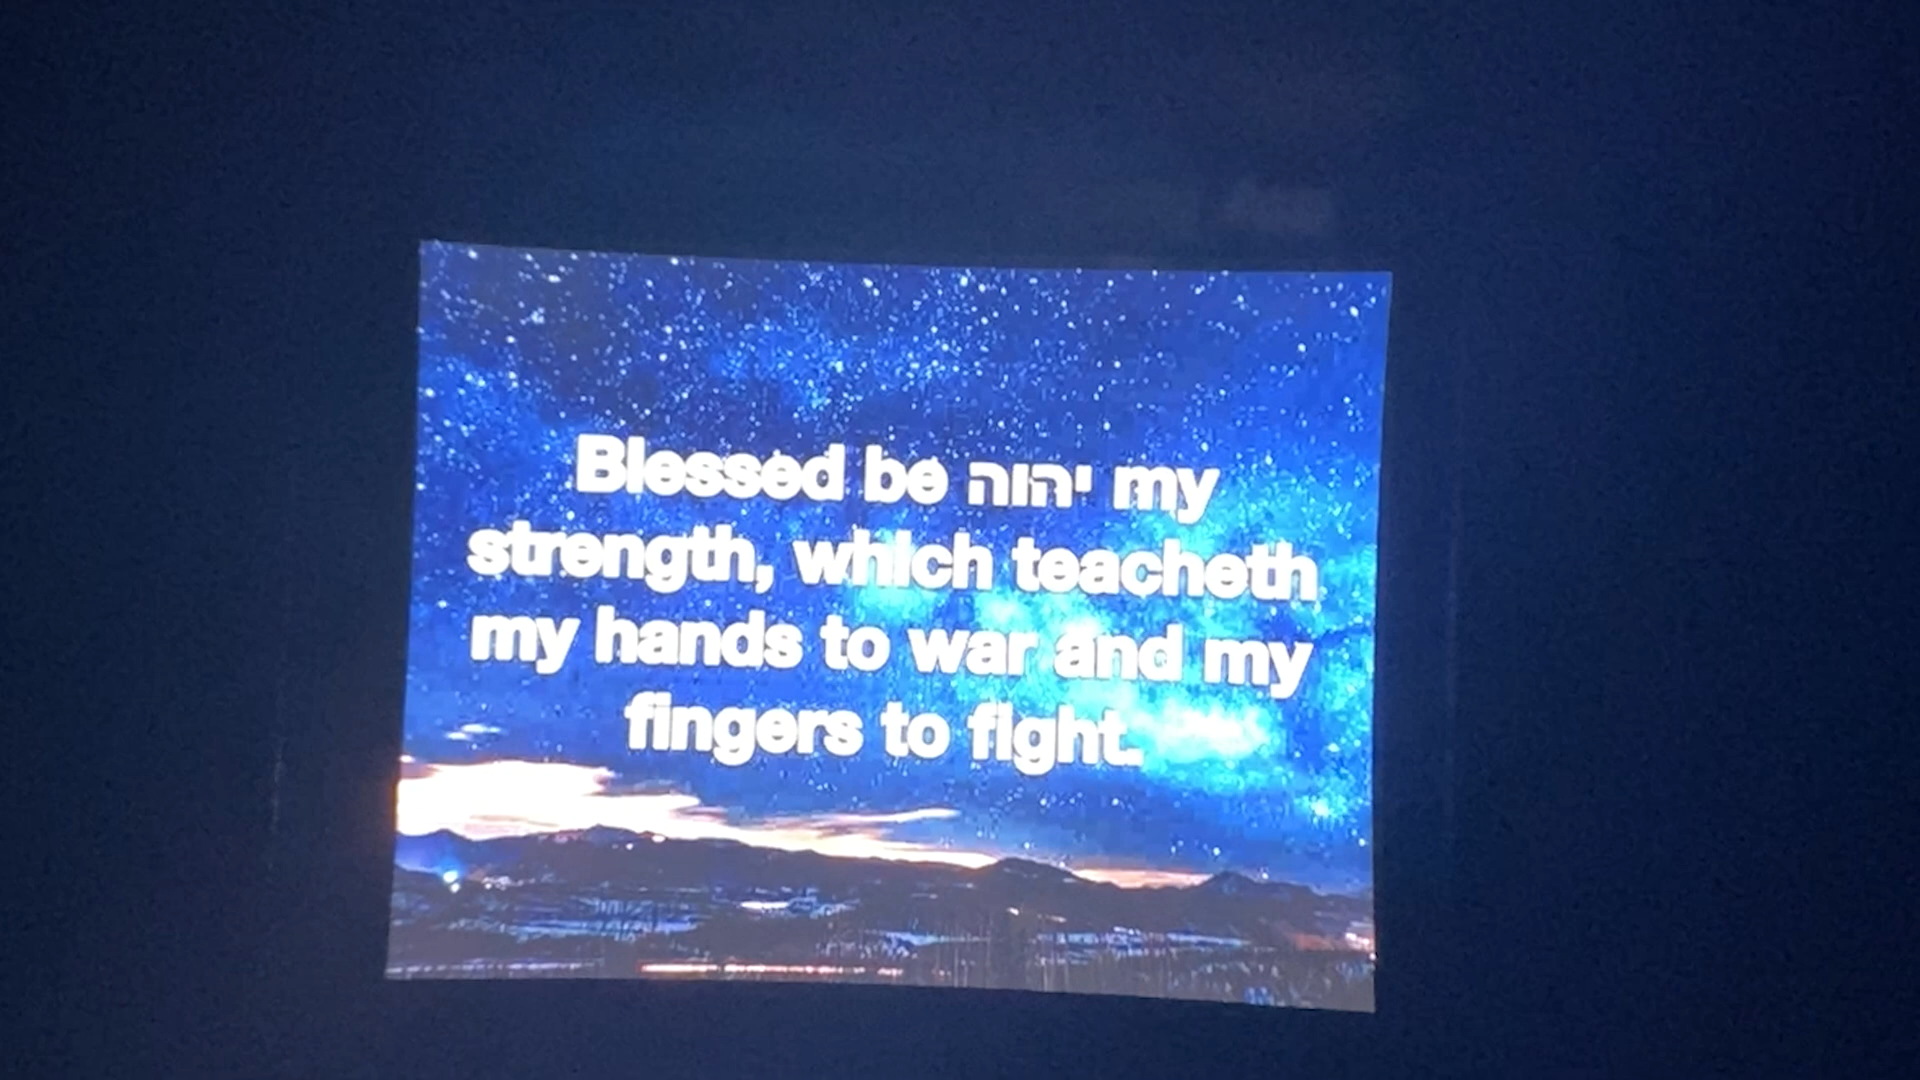 Blessed be יהוה my
strength, which teacheth
my hands to war and my
fingers to fight.